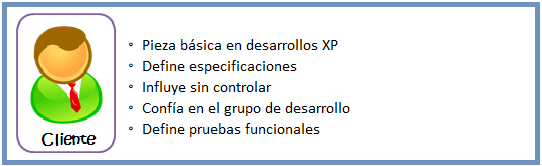 ◦ Pieza básica en desarrollos XP
◦ Define especificaciones
◦ Influye sin controlar
◦ Confía en el grupo de desarrollo
◦ Define pruebas funcionales
Cliente